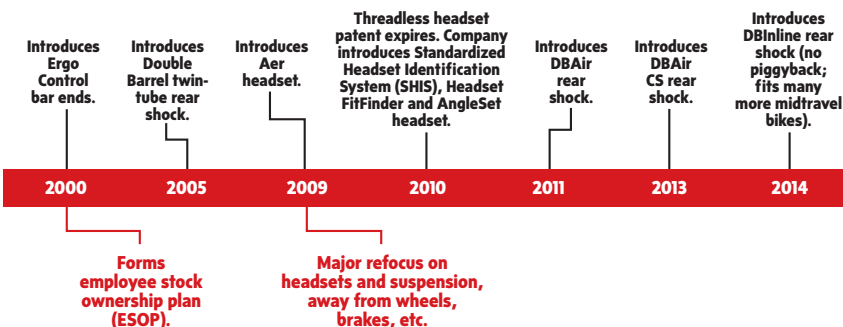 Introduces
Ergo
Control
bar ends.
Introduces
Double
Barrel twin-
tube rear
shock.
Introduces
Aer
headset.
Threadless headset
patent expires. Company
introduces Standardized
Headset Identification
System (SHIS), Headset
FitFinder and AngleSet
headset.
Introduces
DBAir
rear
shock.
Introduces
DBAir
CS rear
shock.
Introduces
DBInline rear
shock (no
piggyback;
fits many
more midtravel
bikes).
2000 2005 2009 2010 2011 2013 2014
Forms
employee stock
ownership plan
(ESOP).
Major refocus on
headsets and suspension,
away from wheels,
brakes, etc.